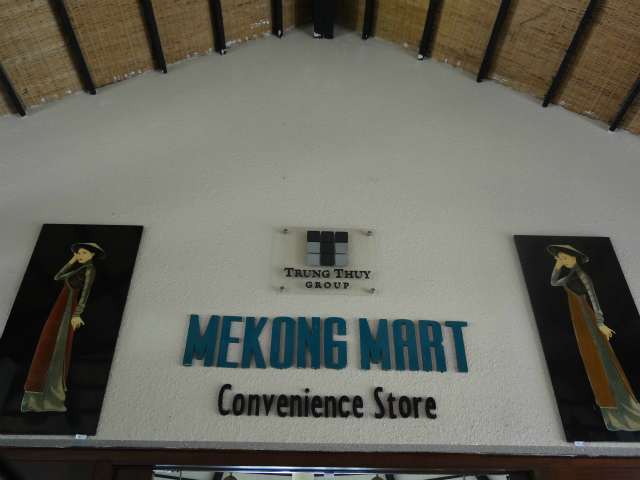 TRUNG THUY
GROUP
MEKONG MART
Convenience Store